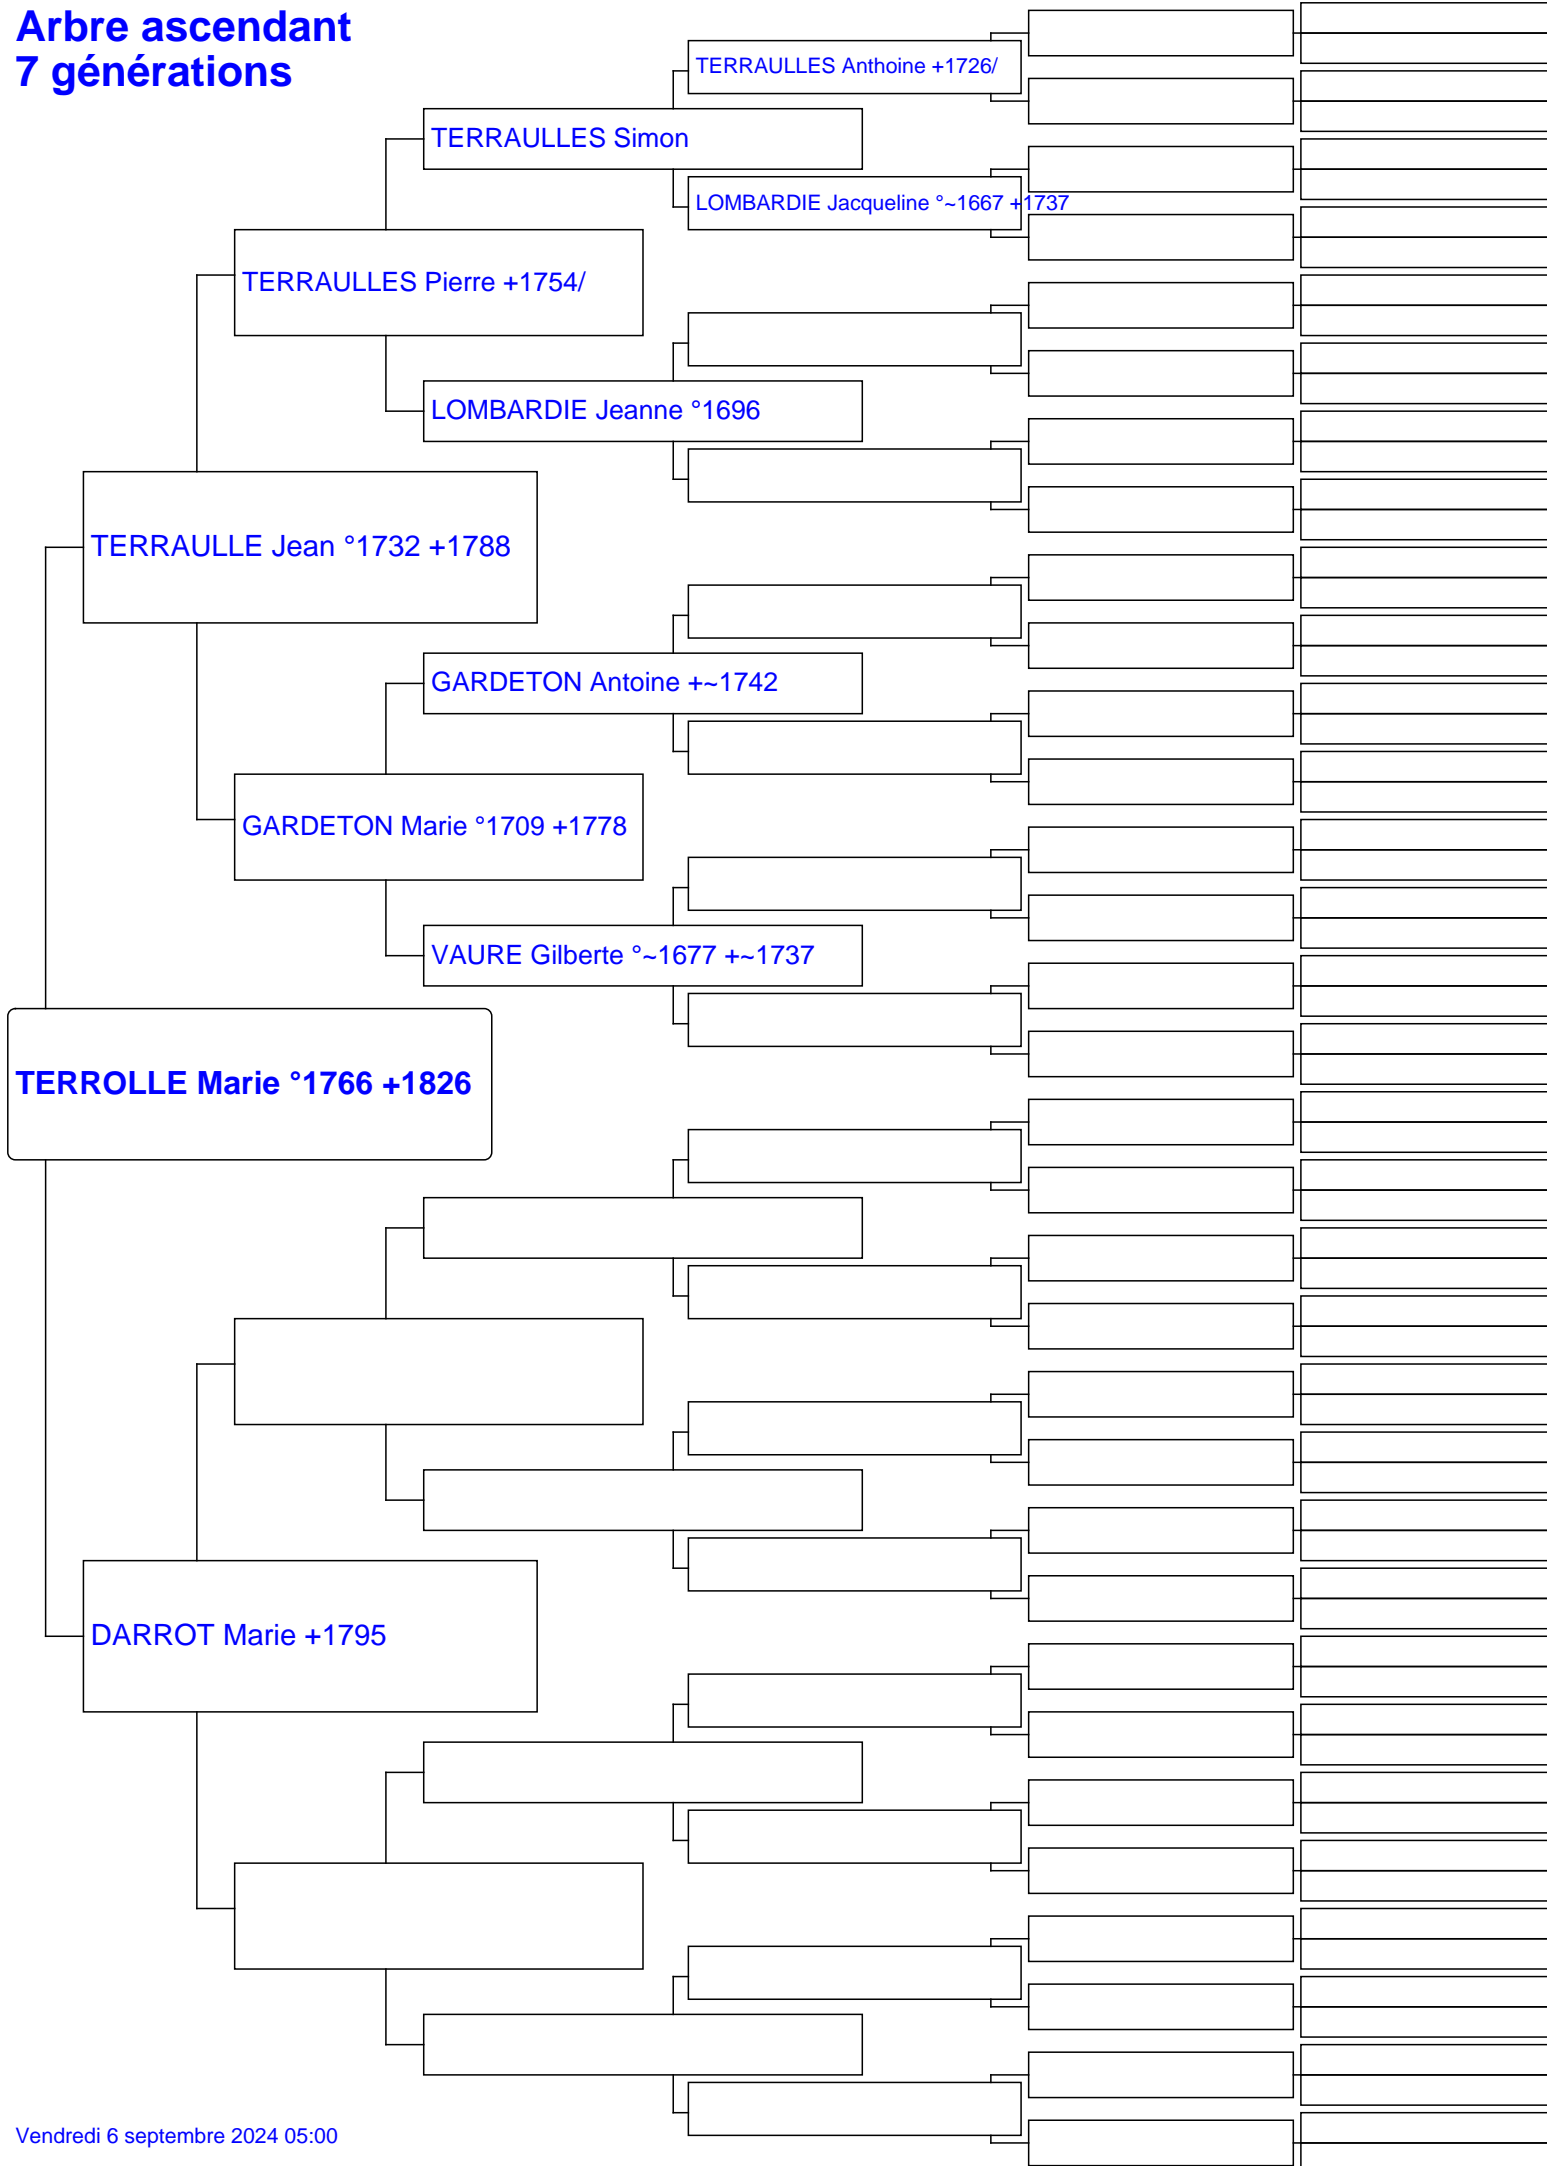 Arbre ascendant
7 générations
TERRAULLES Anthoine +1726/
TERRAULLES Simon
LOMBARDIE Jacqueline °~1667 +1737
TERRAULLES Pierre +1754/
LOMBARDIE Jeanne °1696
TERRAULLE Jean °1732 +1788
GARDETON Antoine +~1742
GARDETON Marie °1709 +1778
VAURE Gilberte °~1677 +~1737
TERROLLE Marie °1766 +1826
DARROT Marie +1795
Vendredi 6 septembre 2024 05:00